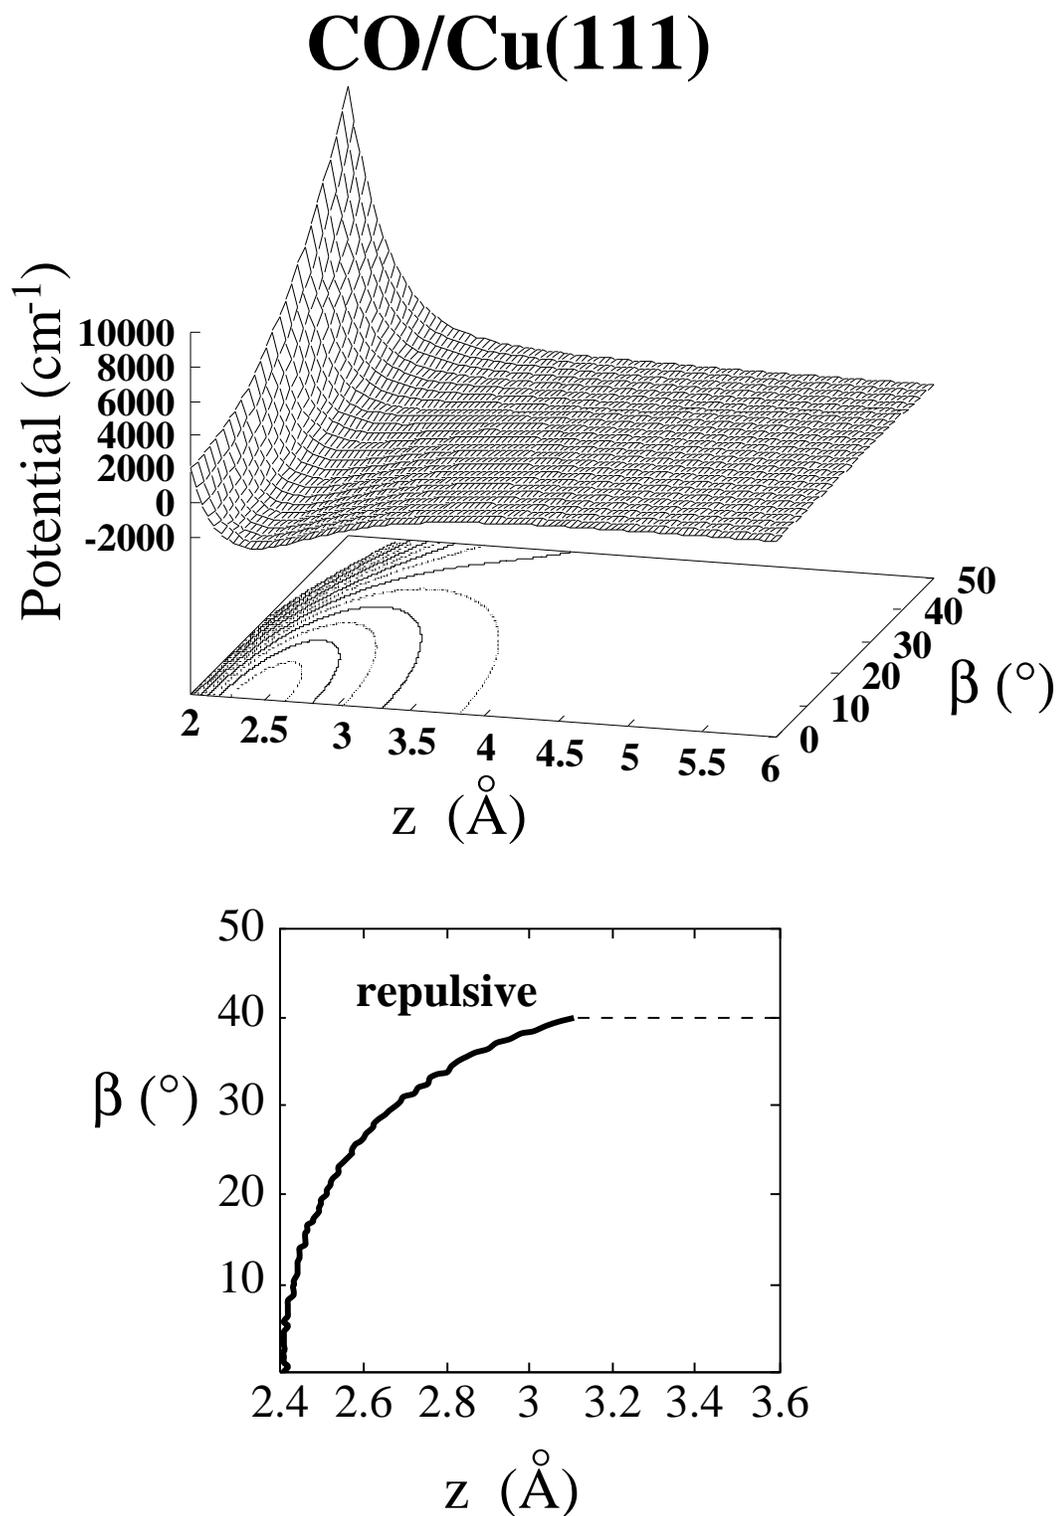 CO/Cu(111)
Potential (cm-1)
10000
8000
6000
4000
2000
0
-2000
50
40
30
20
10
0
β (°)
2 2.5 3 3.5 4 4.5 5 5.5 6
z (Å)
50
repulsive
40
β (°)
30
20
10
2.4 2.6 2.8 3 3.2 3.4 3.6
z (Å)